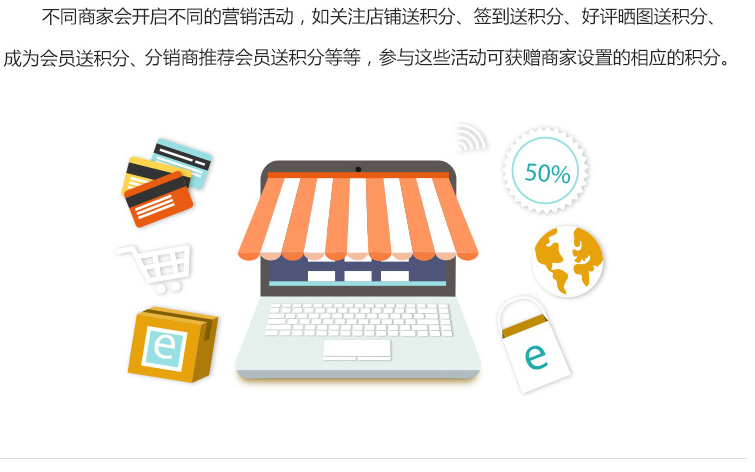 不同商家会开启不同的营销活动，如关注店铺送积分、签到送积分、好评晒图送积分、
成为会员送积分、分销商推荐会员送积分等等，参与这些活动可获赠商家设置的相应的积分。
50%
e
e